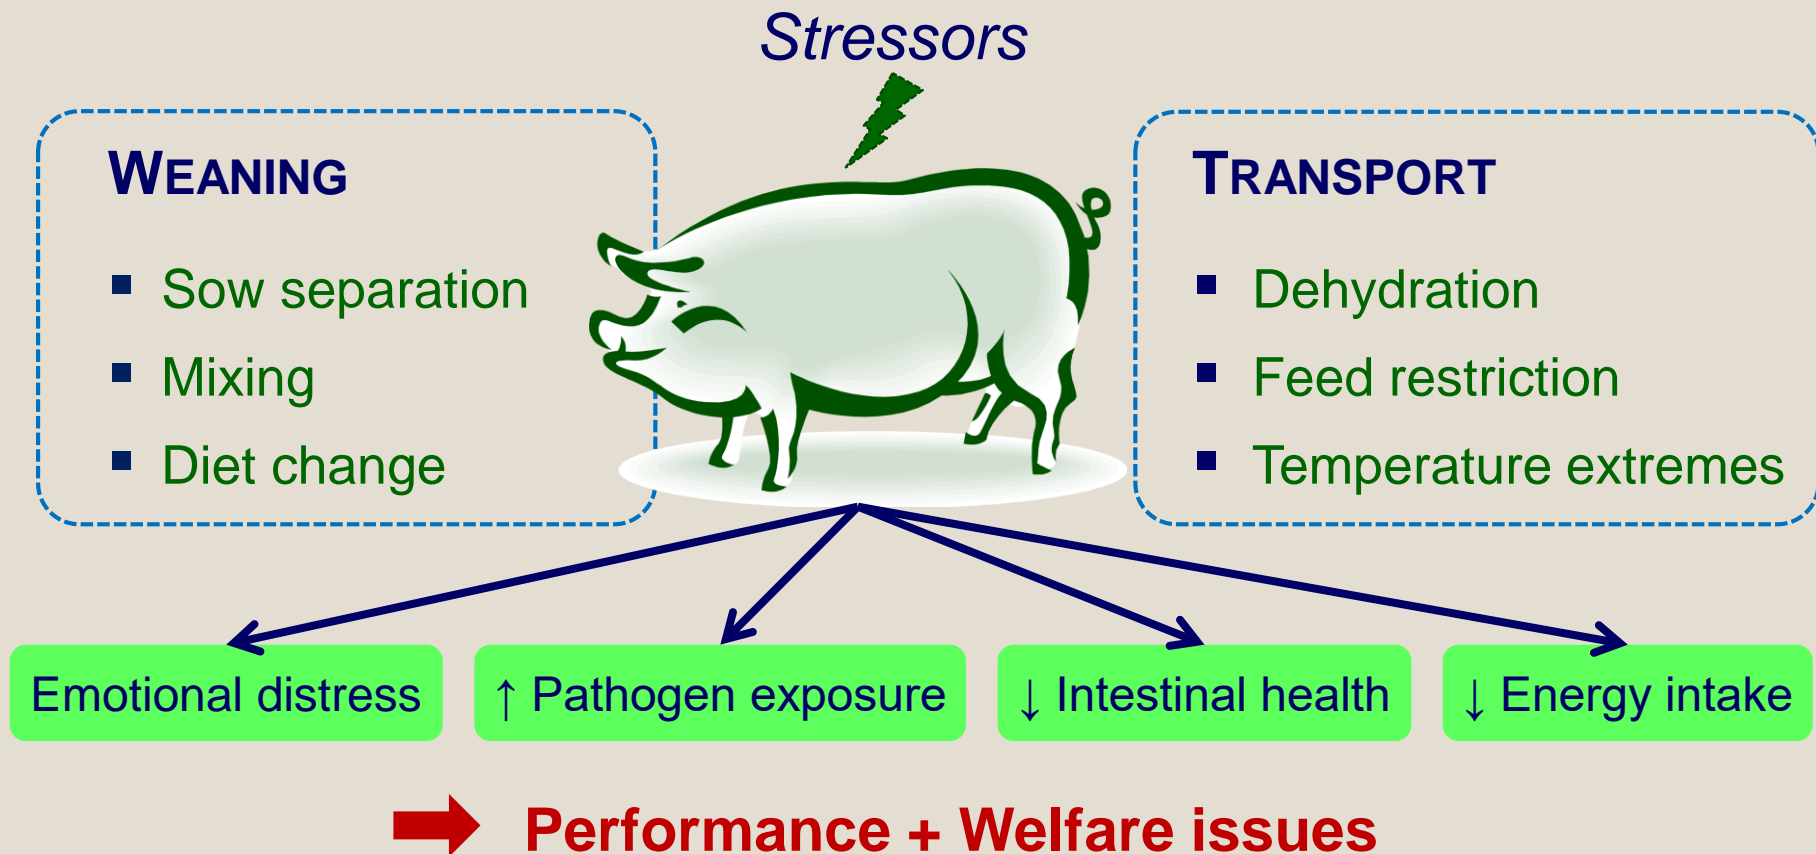 Stressors
WEANING
▪ Sow separation
▪ Mixing
▪ Diet change
TRANSPORT
▪ Dehydration
▪ Feed restriction
▪ Temperature extremes
Emotional distress
↑ Pathogen exposure
↓ Intestinal health
↓ Energy intake
Performance + Welfare issues